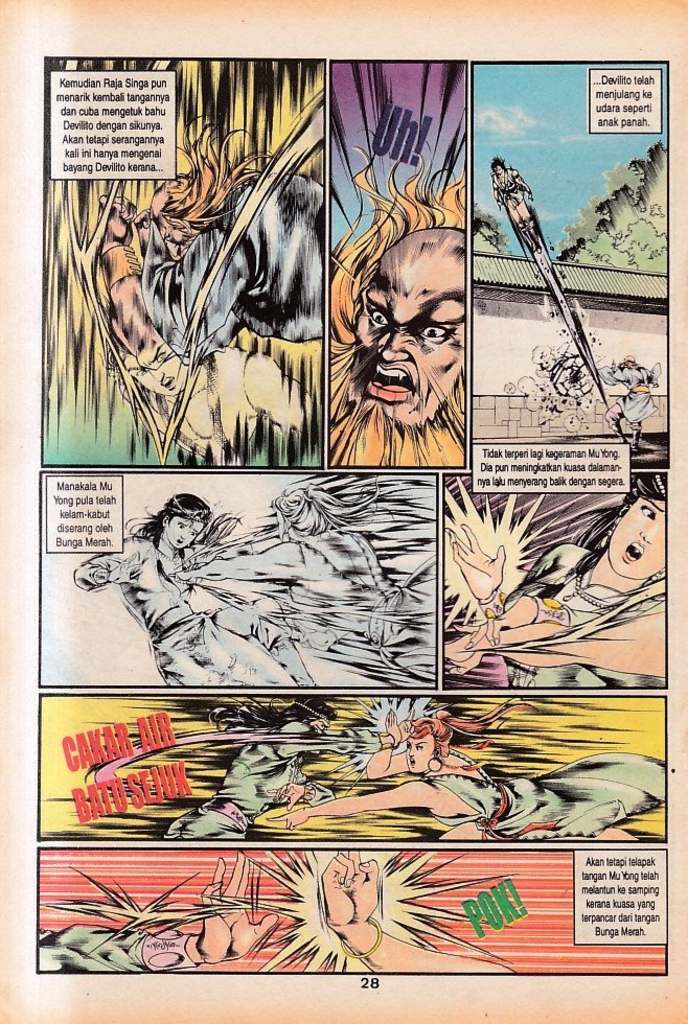 Kemudian Raja Singa pun
menarik kembali tangannya
dan cuba mengetuk bahu
Devilito dengan sikunya.
Akan tetapi serangannya
kali ini hanya mengenai
bayang Devilito kerana...
Uh!
...Devilito telah
menjulang ke
udara seperti
anak panah.
Tidak terperi lagi kegeraman Mu Yong.
Dia pun meningkatkan kuasa dalaman-
nya lalu menyerang balik dengan segera.
Manakala Mu
Yong pula telah
kelam-kabut
diserang oleh
Bunga Merah.
CAKAR AIR
BATU SEJUK
Akan tetapi telapak
tangan Mu Yong telah
melantun ke samping
kerana kuasa yang
terpancar dari tangan
Bunga Merah.
POK!
28